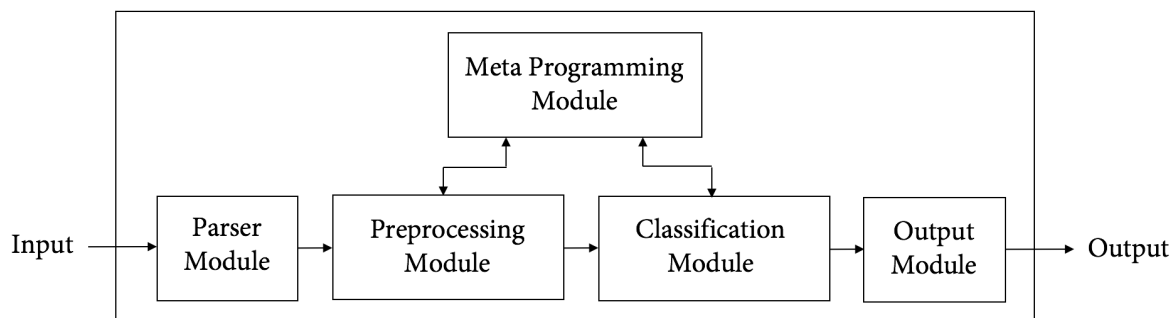 Meta Programming
Module
Input
Parser
Module
Preprocessing
Module
Classification
Module
Output
Module
Output